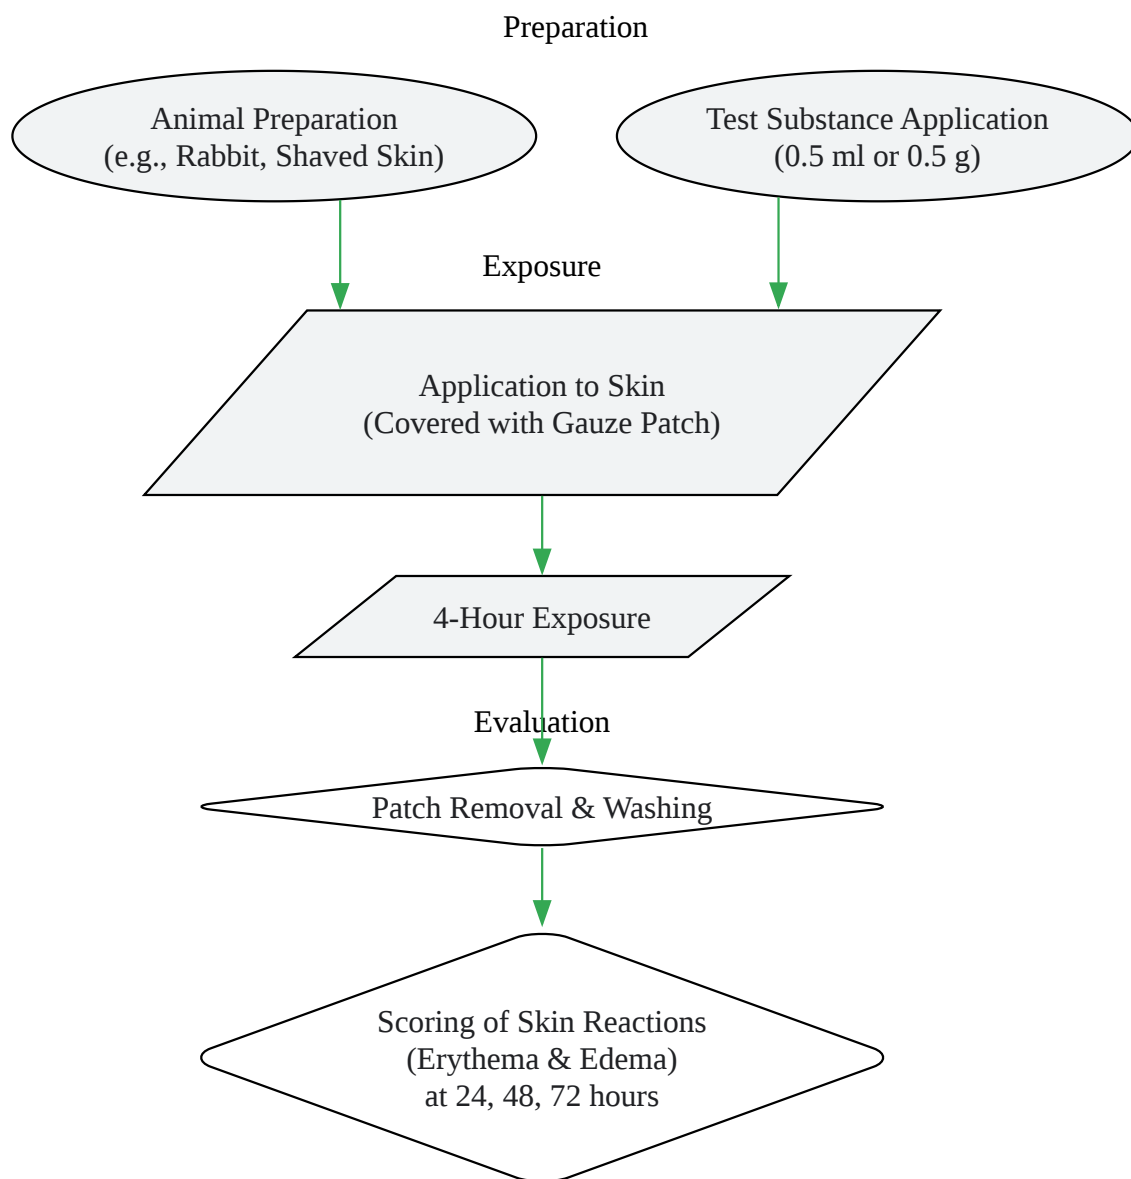 Preparation
Animal Preparation
(e.g., Rabbit, Shaved Skin)
Test Substance Application
(0.5 ml or 0.5 g)
Exposure
Application to Skin
(Covered with Gauze Patch)
4-Hour Exposure
Evaluation
Patch Removal & Washing
Scoring of Skin Reactions
(Erythema & Edema)
at 24, 48, 72 hours